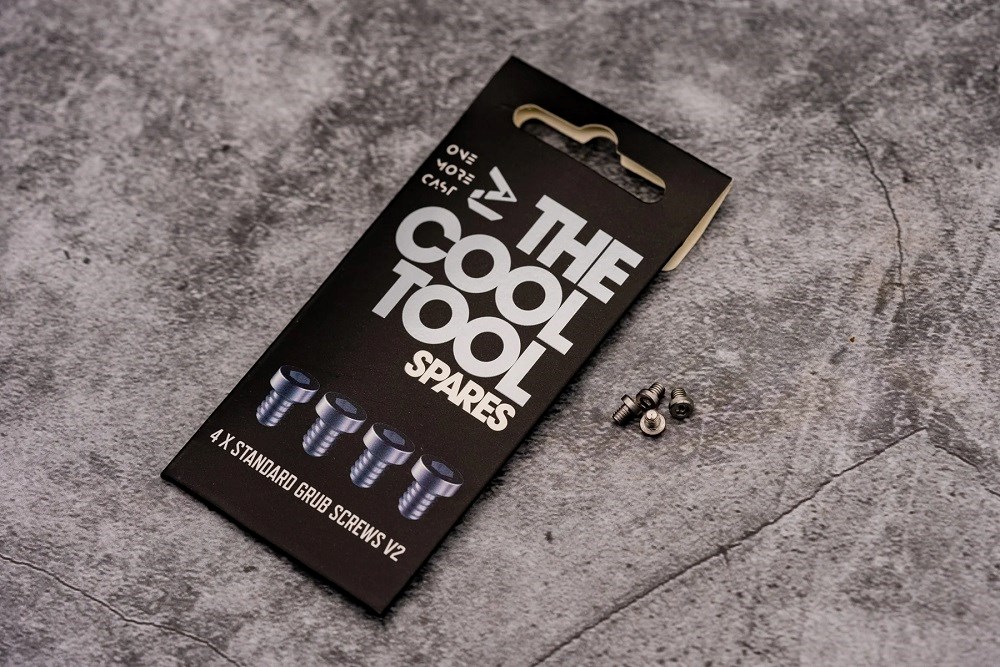 ONE
MORE
CAST
THE
COOL
TOOL
SPARES
4 X STANDARD GRUB SCREWS V2